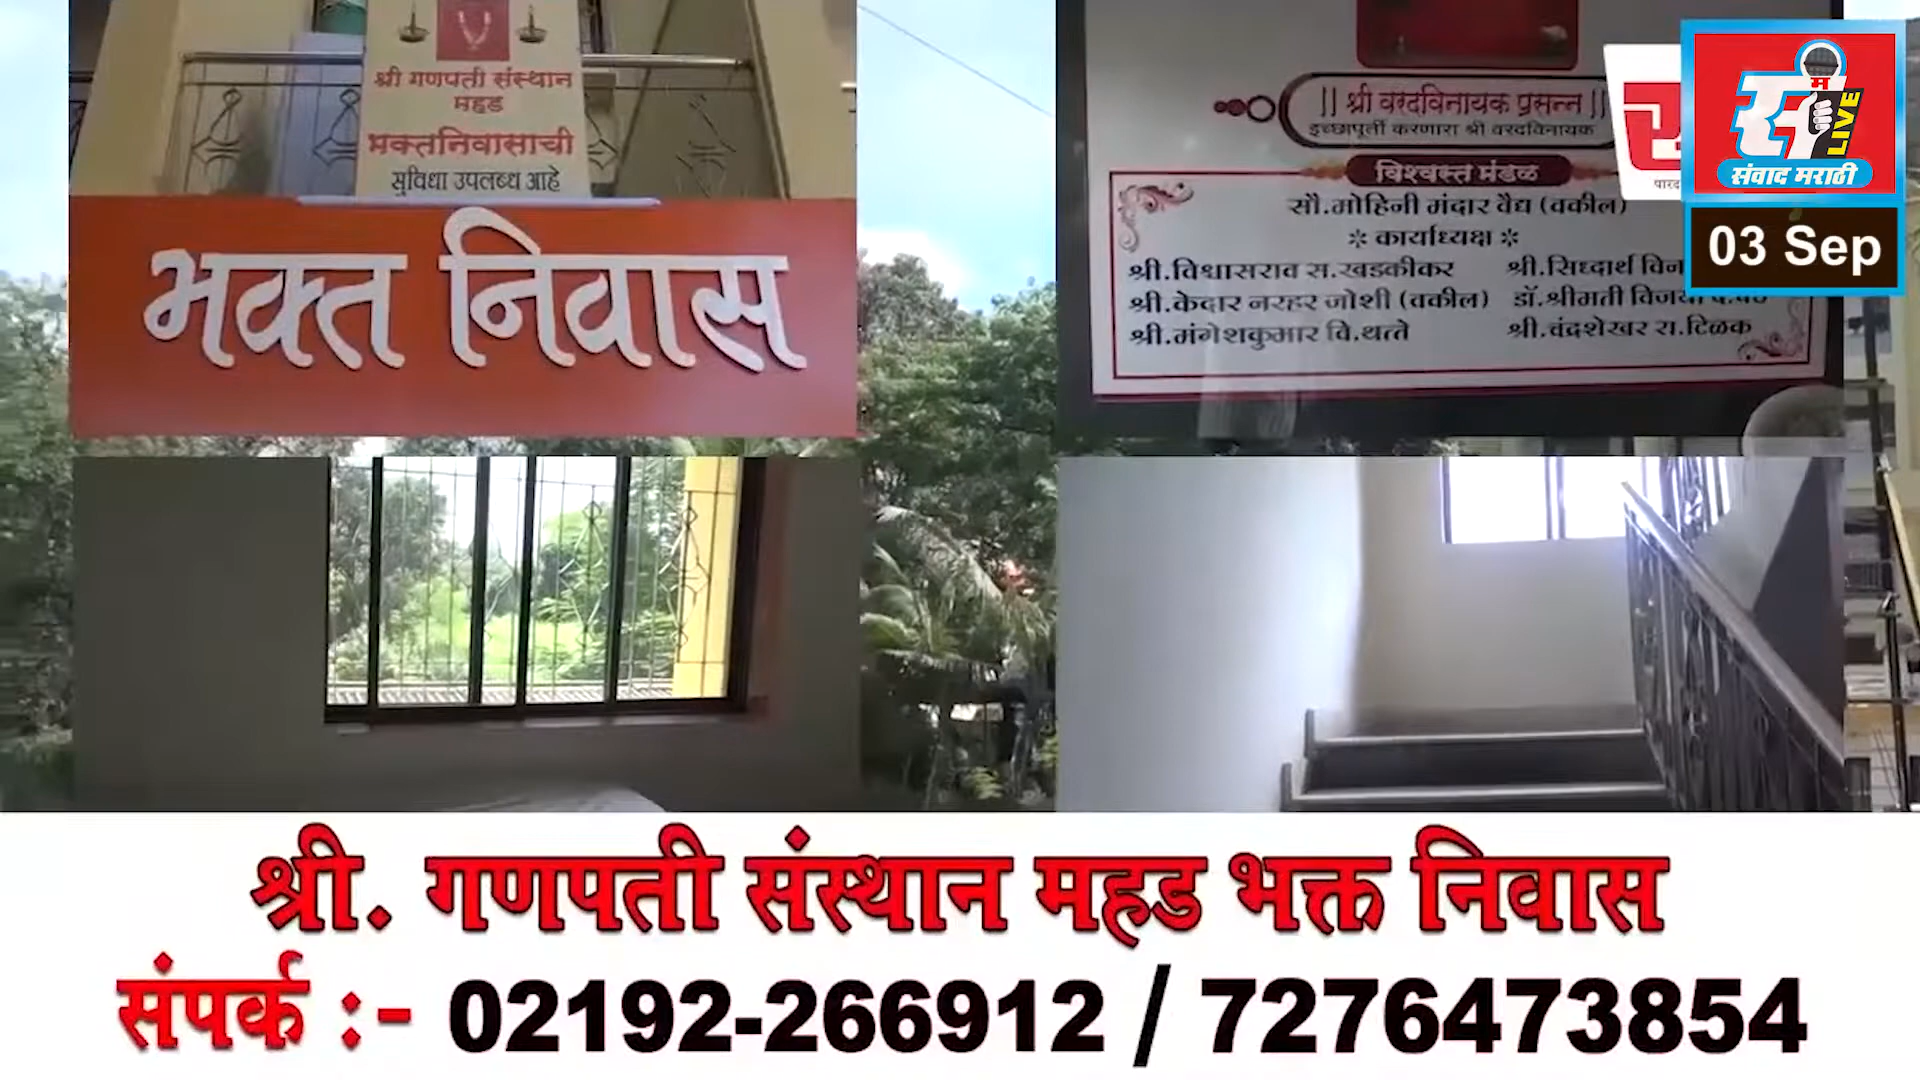 श्री गणपती संस्थान
महड
भक्तनिवासाची
सुविधा उपलब्ध आहे
भक्त निवास
|| श्री वरदविनायक प्रसन्न ||
इच्छापूर्ती करणारा श्री वरदविनायक
विश्वस्त मंडळ
सौ.मोहिनी मंदार वैद्य (वकील)
* कार्याध्यक्ष *
श्री.विश्वासराव स.खडकीकर श्री.सिध्दार्थ
श्री.केदार नरहर जोशी (वकील) डॉ.श्रीमती
श्री.मंगेशकुमार वि.थत्ते श्री.चंद्रशेखर रा.टिळक
स म LIVE
संवाद मराठी
03 Sep
श्री. गणपती संस्थान महड भक्त निवास
संपर्क :- 02192-266912 / 7276473854